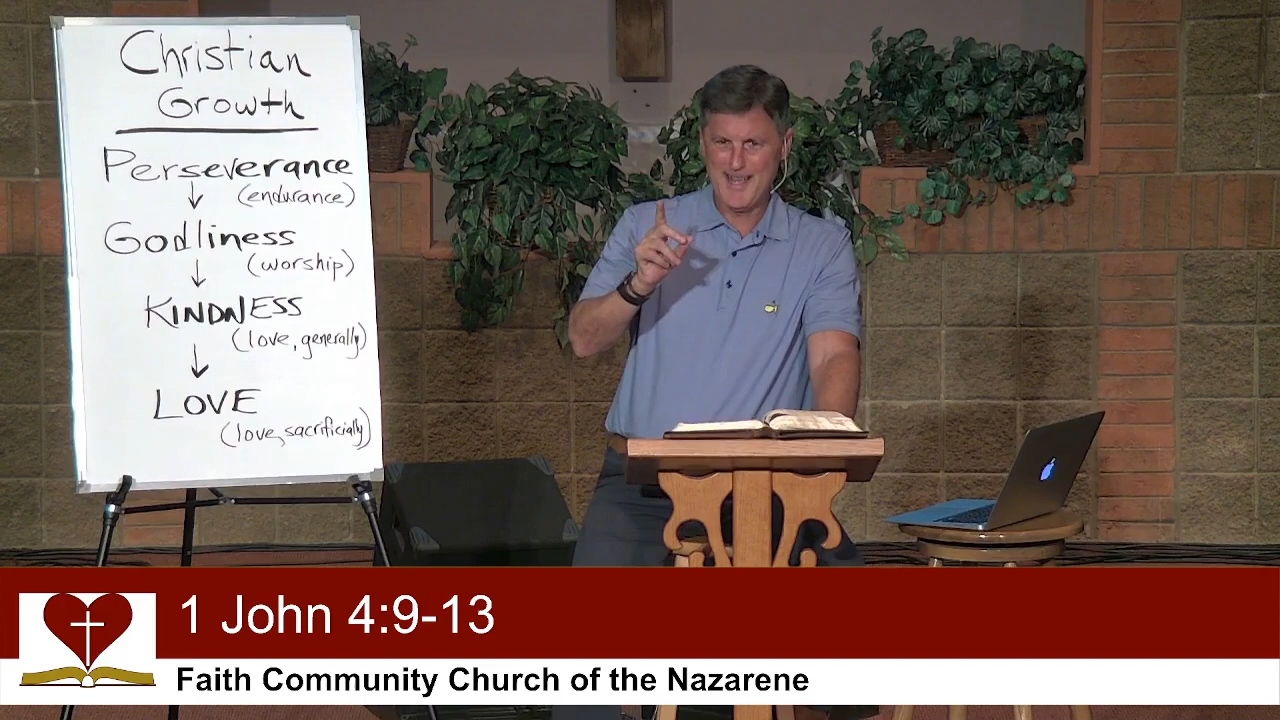 Christian
Growth
Perseverance
(endurance)
Godliness
(worship)
KINDNESS
(love, generally)
LOVE
(love, sacrificially)
1 John 4:9-13
Faith Community Church of the Nazarene